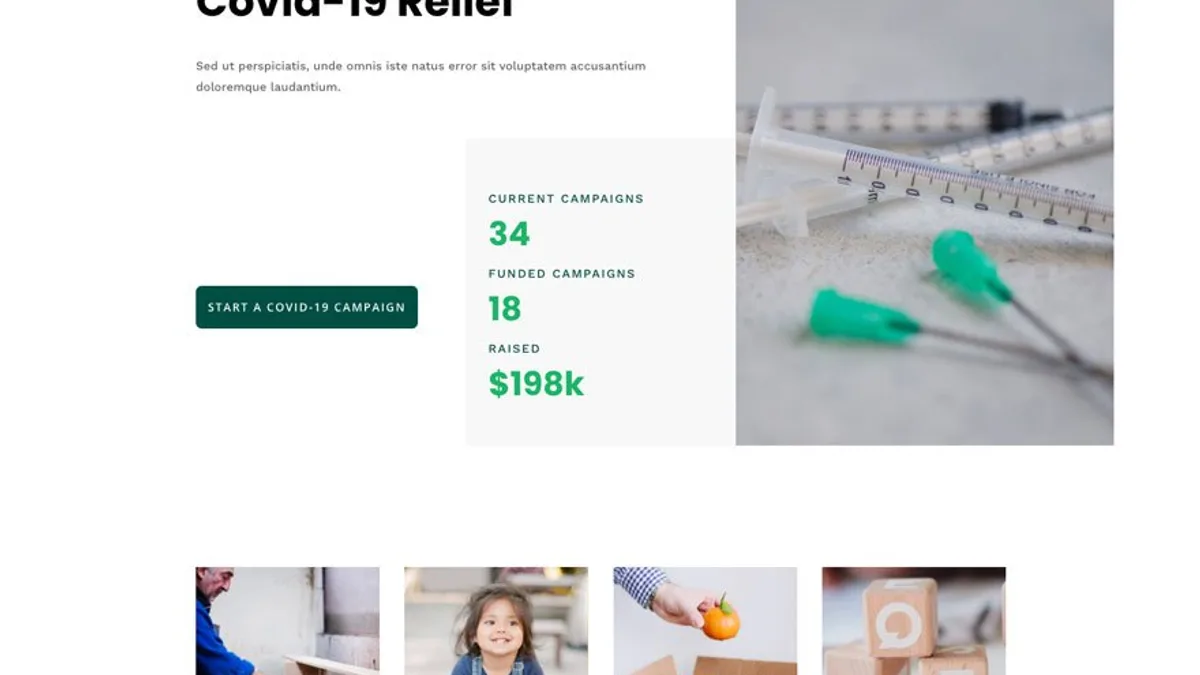 Covid-19 Relief
Sed ut perspiciatis, unde omnis iste natus error sit voluptatem accusantium
doloremque laudantium.
CURRENT CAMPAIGNS
34
FUNDED CAMPAIGNS
18
START A COVID-19 CAMPAIGN
RAISED
$198k